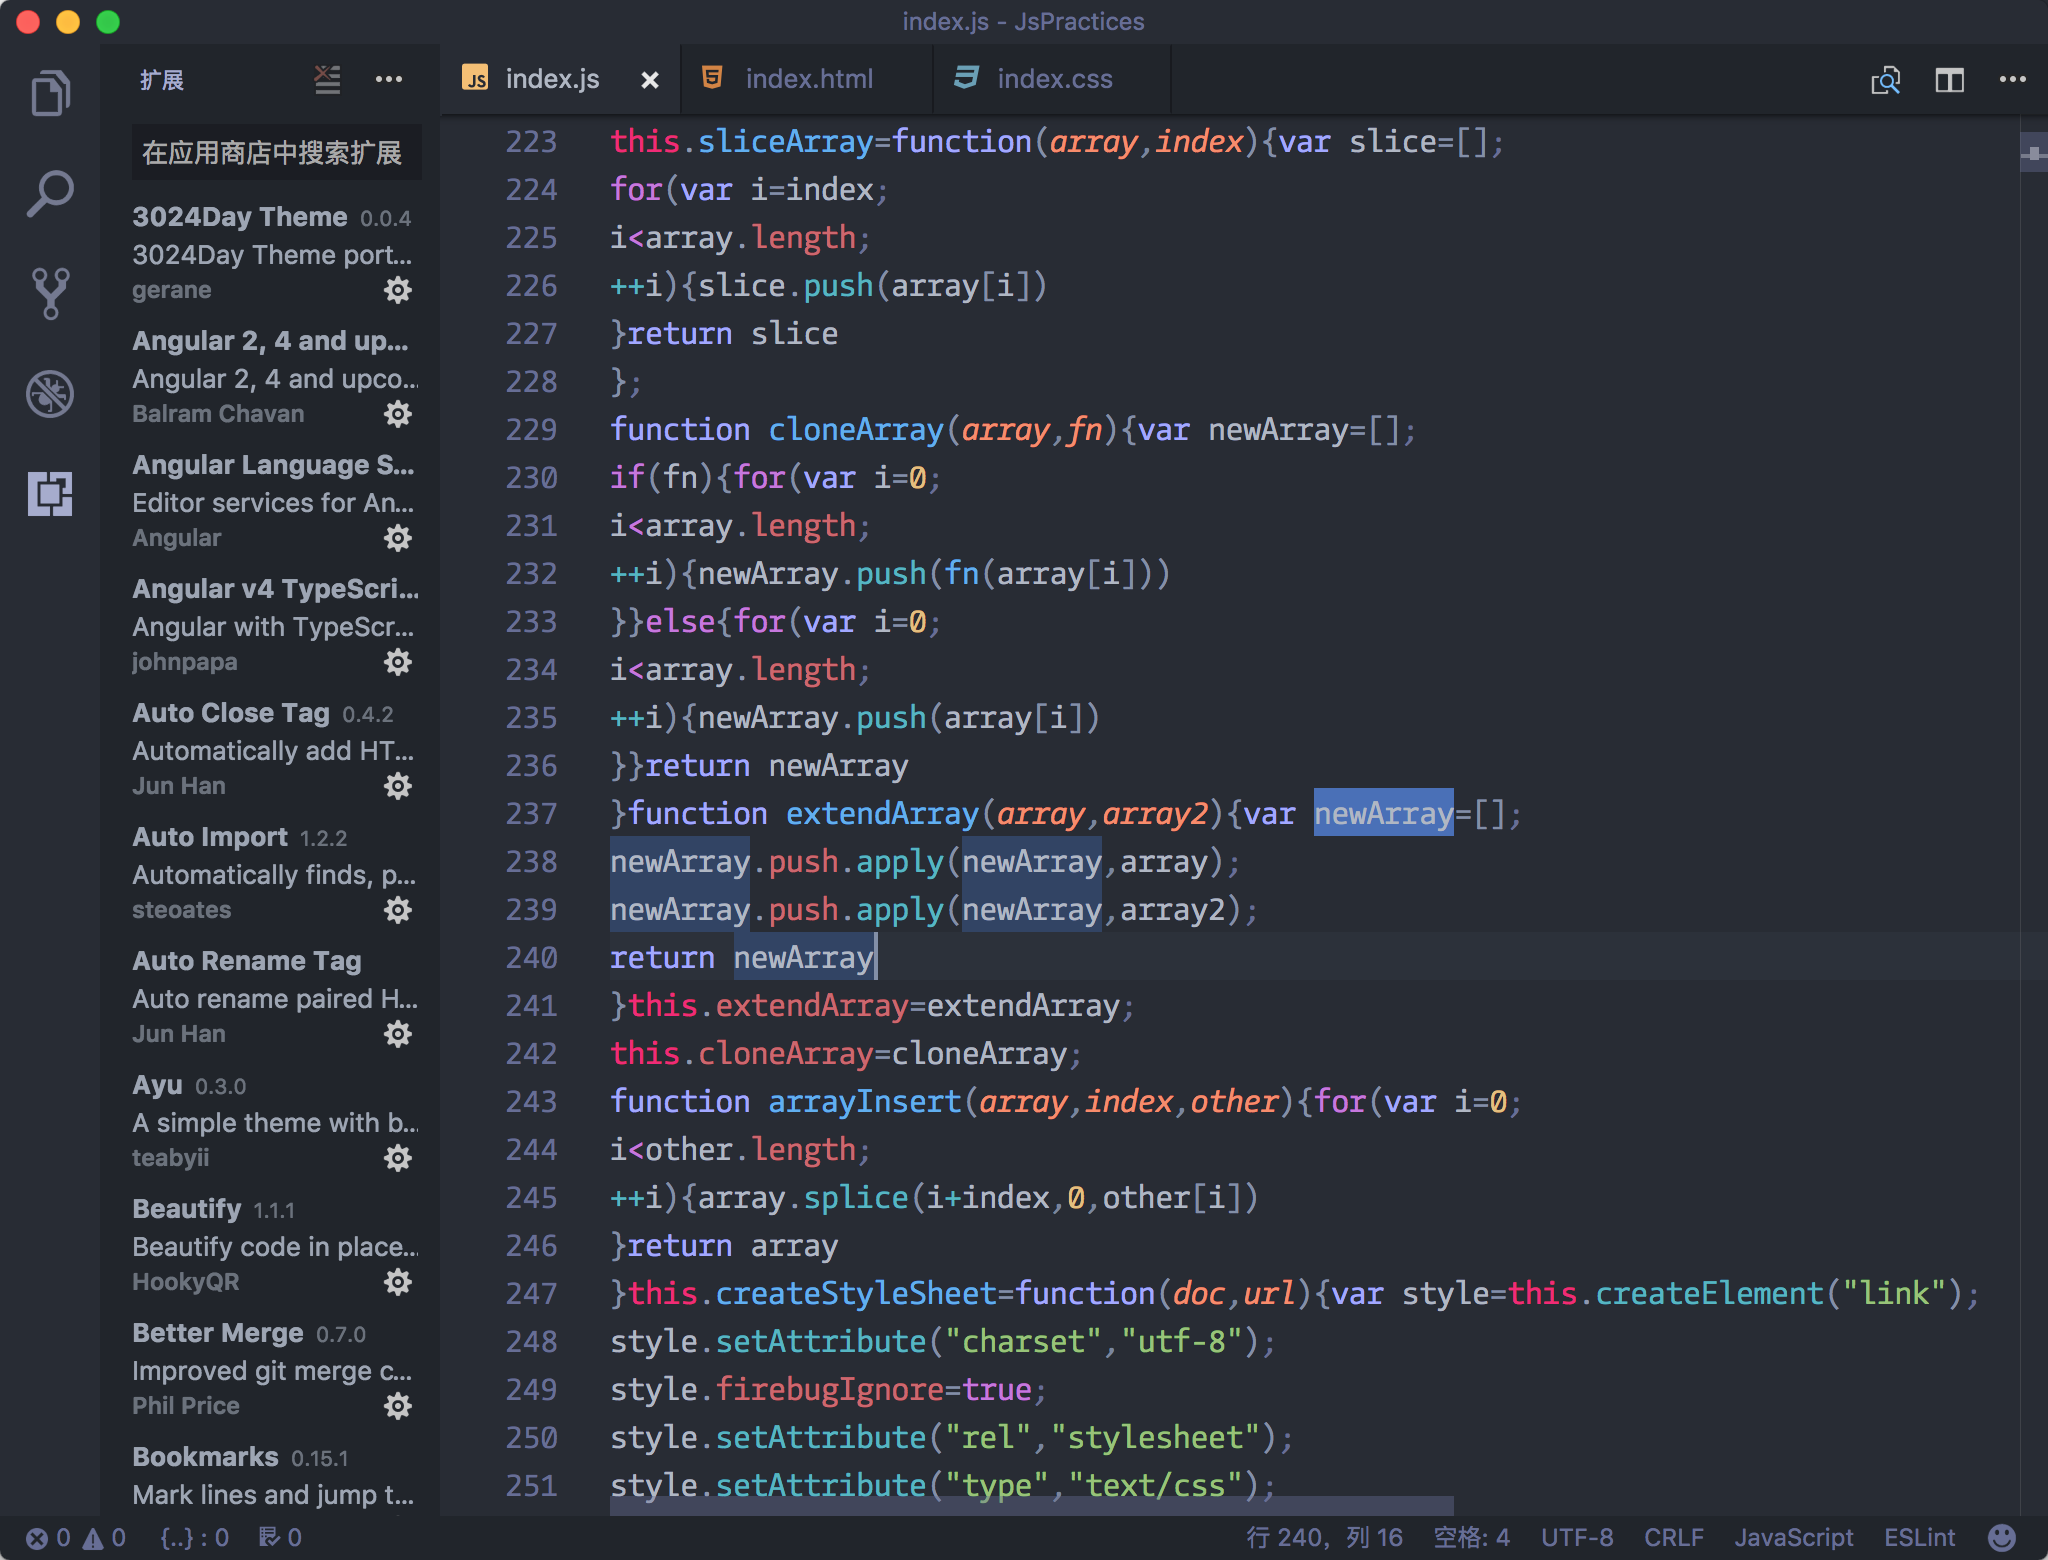 index.js - JsPractices
扩展
在应用商店中搜索扩展
3024Day Theme 0.0.4
3024Day Theme port...
gerane
Angular 2, 4 and up...
Angular 2, 4 and upco...
Balram Chavan
Angular Language S...
Editor services for An...
Angular
Angular v4 TypeScri...
Angular with TypeScr...
johnpapa
Auto Close Tag 0.4.2
Automatically add HT...
Jun Han
Auto Import 1.2.2
Automatically finds, p...
steoates
Auto Rename Tag
Auto rename paired H...
Jun Han
Ayu 0.3.0
A simple theme with b...
teabyii
Beautify 1.1.1
Beautify code in place...
HookyQR
Better Merge 0.7.0
Improved git merge c...
Phil Price
Bookmarks 0.15.1
Mark lines and jump t...
JS index.js × 5 index.html 3 index.css
223 this.sliceArray=function(array,index){var slice=[];
224 for(var i=index;
225 i<array.length;
226 ++i){slice.push(array[i])
227 }return slice
228 };
229 function cloneArray(array,fn){var newArray=[];
230 if(fn){for(var i=0;
231 i<array.length;
232 ++i){newArray.push(fn(array[i]))
233 }}else{for(var i=0;
234 i<array.length;
235 ++i){newArray.push(array[i])
236 }}return newArray
237 }function extendArray(array,array2){var newArray=[];
238 newArray.push.apply(newArray,array);
239 newArray.push.apply(newArray,array2);
240 return newArray
241 }this.extendArray=extendArray;
242 this.cloneArray=cloneArray;
243 function arrayInsert(array,index,other){for(var i=0;
244 i<other.length;
245 ++i){array.splice(i+index,0,other[i])
246 }return array
247 }this.createStyleSheet=function(doc,url){var style=this.createElement("link");
248 style.setAttribute("charset","utf-8");
249 style.firebugIgnore=true;
250 style.setAttribute("rel","stylesheet");
251 style.setAttribute("type","text/css");
0 0 {..} : 0 0 行 240，列 16 空格: 4 UTF-8 CRLF JavaScript ESLint